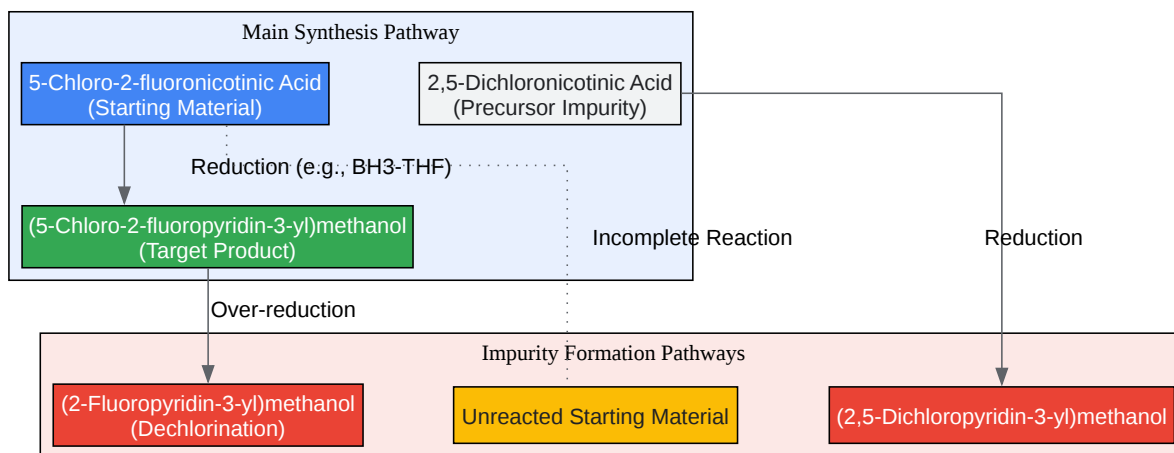 Main Synthesis Pathway
5-Chloro-2-fluoronicotinic Acid
(Starting Material)
2,5-Dichloronicotinic Acid
(Precursor Impurity)
Reduction (e.g., BH3-THF)
(5-Chloro-2-fluoropyridin-3-yl)methanol
(Target Product)
Incomplete Reaction
Reduction
Over-reduction
Impurity Formation Pathways
(2-Fluoropyridin-3-yl)methanol
(Dechlorination)
Unreacted Starting Material
(2,5-Dichloropyridin-3-yl)methanol